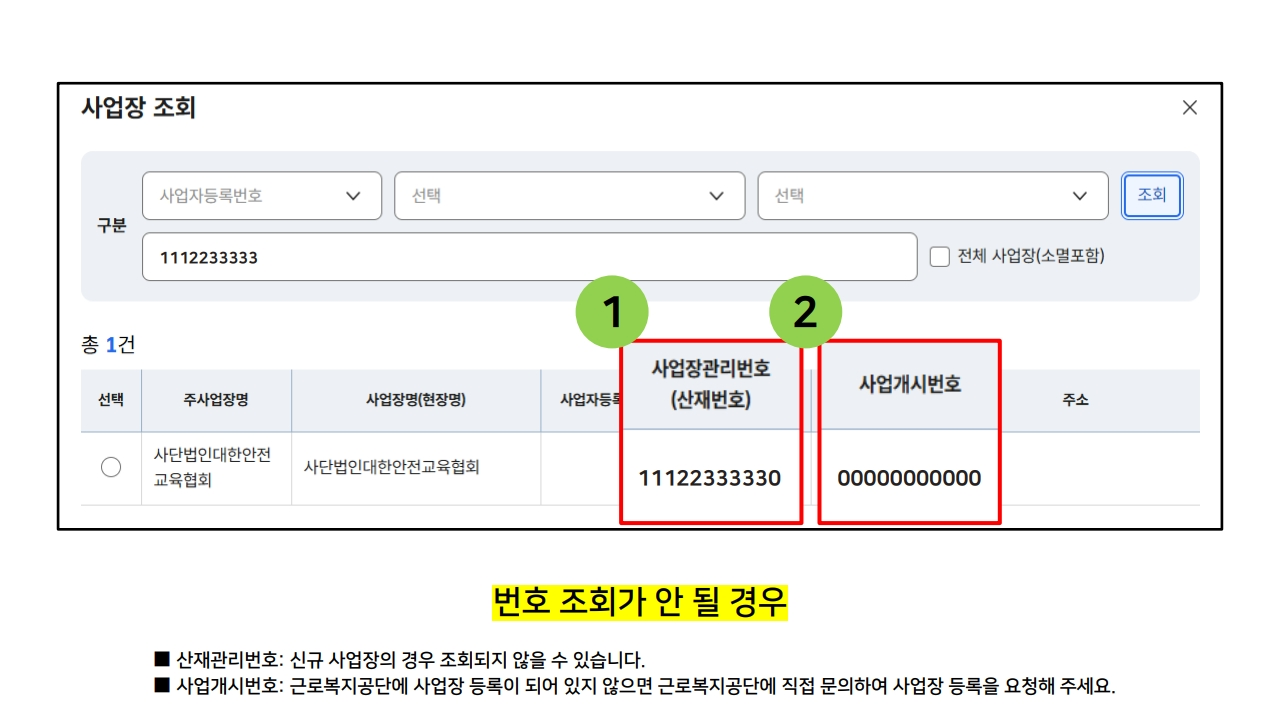 사업장 조회
구분
사업자등록번호
선택
선택
조회
1112233333
전체 사업장(소멸포함)
1
2
총 1건
선택
주사업장명
사업장명(현장명)
사업자등록
사업장관리번호
(산재번호)
사업개시번호
주소
사단법인대한안전
교육협회
사단법인대한안전교육협회
11122333330
00000000000
번호 조회가 안 될 경우
■ 산재관리번호: 신규 사업장의 경우 조회되지 않을 수 있습니다.
■ 사업개시번호: 근로복지공단에 사업장 등록이 되어 있지 않으면 근로복지공단에 직접 문의하여 사업장 등록을 요청해 주세요.